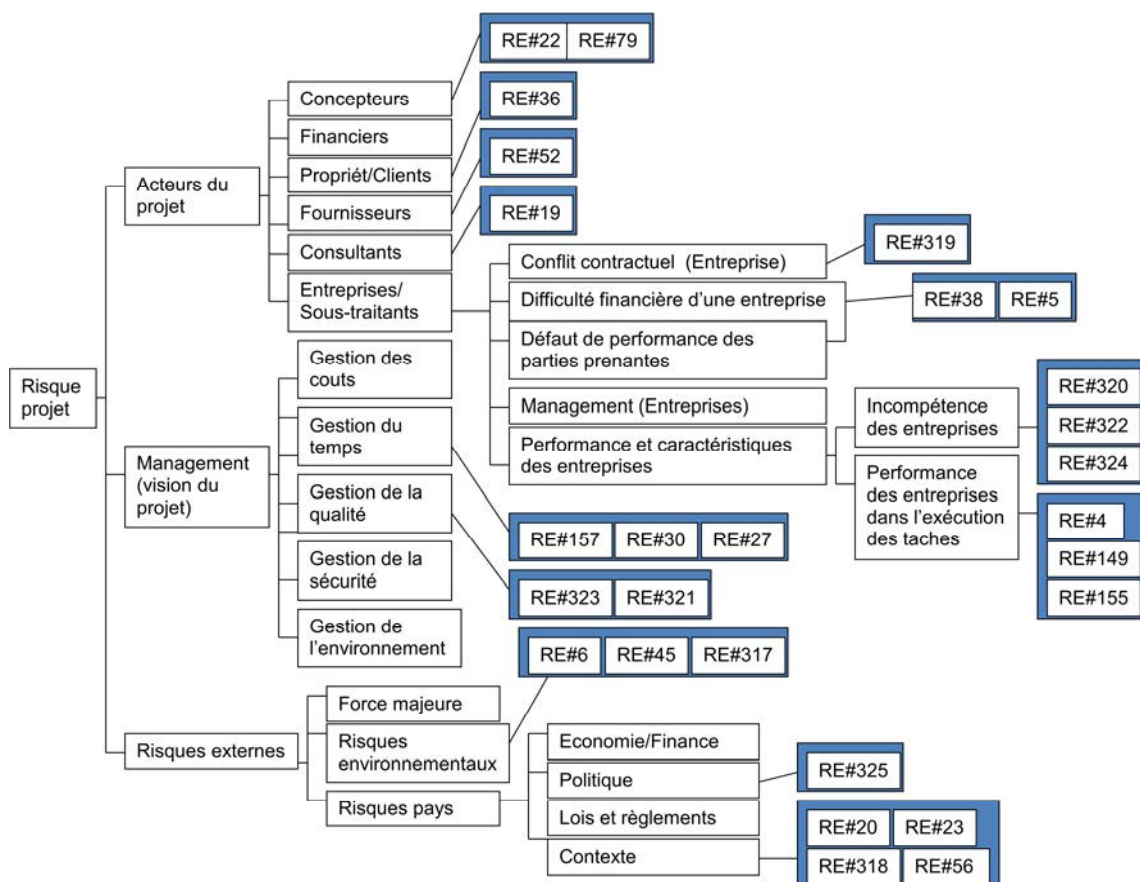 RE#22 RE#79
Concepteurs
RE#36
Financiers
RE#52
Propriét/Clients
Acteurs du
projet
Fournisseurs
RE#19
Consultants
RE#319
Conflit contractuel (Entreprise)
Entreprises/
Sous-traitants
Difficulté financière d’une entreprise
RE#38 RE#5
Défaut de performance des
parties prenantes
Gestion des
couts
Risque
projet
RE#320
Management (Entreprises)
Incompétence
des entreprises
RE#322
Gestion du
temps
Performance et caractéristiques
des entreprises
RE#324
Management
(vision du
projet)
Performance
des entreprises
dans l’exécution
des taches
Gestion de la
qualité
RE#4
RE#157 RE#30 RE#27
RE#149
Gestion de la
sécurité
RE#323 RE#321
RE#155
Gestion de
l’environnement
RE#6 RE#45 RE#317
Force majeure
Risques externes
Risques
environnementaux
Economie/Finance
Politique
RE#325
Risques pays
Lois et règlements
RE#20 RE#23
Contexte
RE#318 RE#56